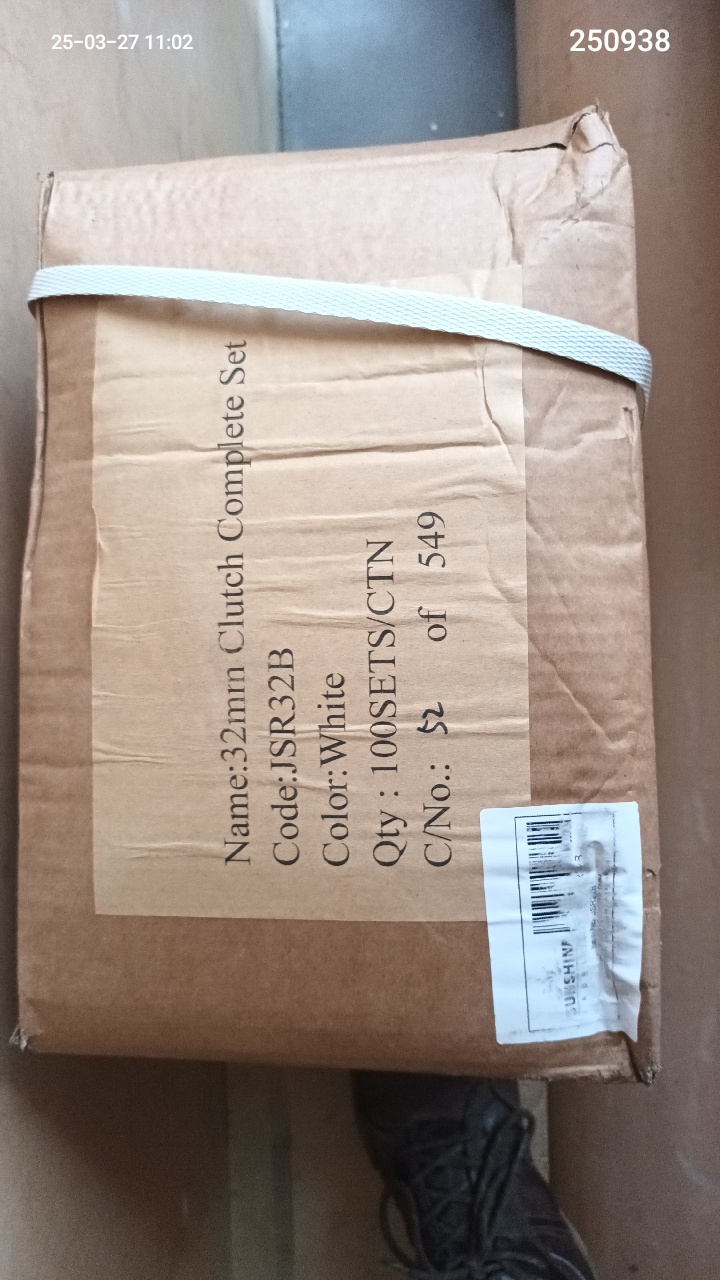 25-03-27 11:02
250938
Name:32mm Clutch Complete Set
Code:JSR32B
Color:White
Qty : 100SETS/CTN
C/No.: 52 of 549
SUNSHINE